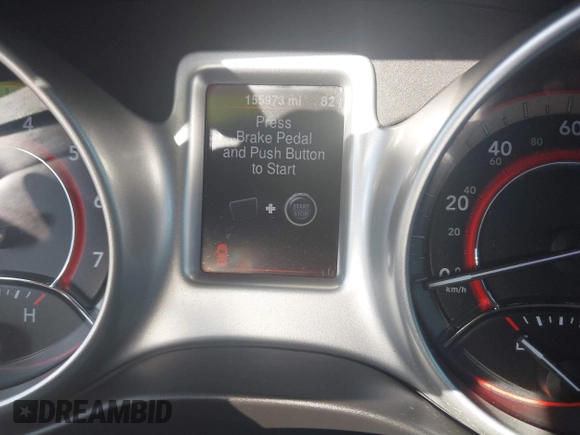 155973 mi 82
Press
Brake Pedal
and Push Button
to Start
+
START
STOP
4
5
6
7
H
60
80
40
60
20
40
20
0
0
km/h
DREAMBID